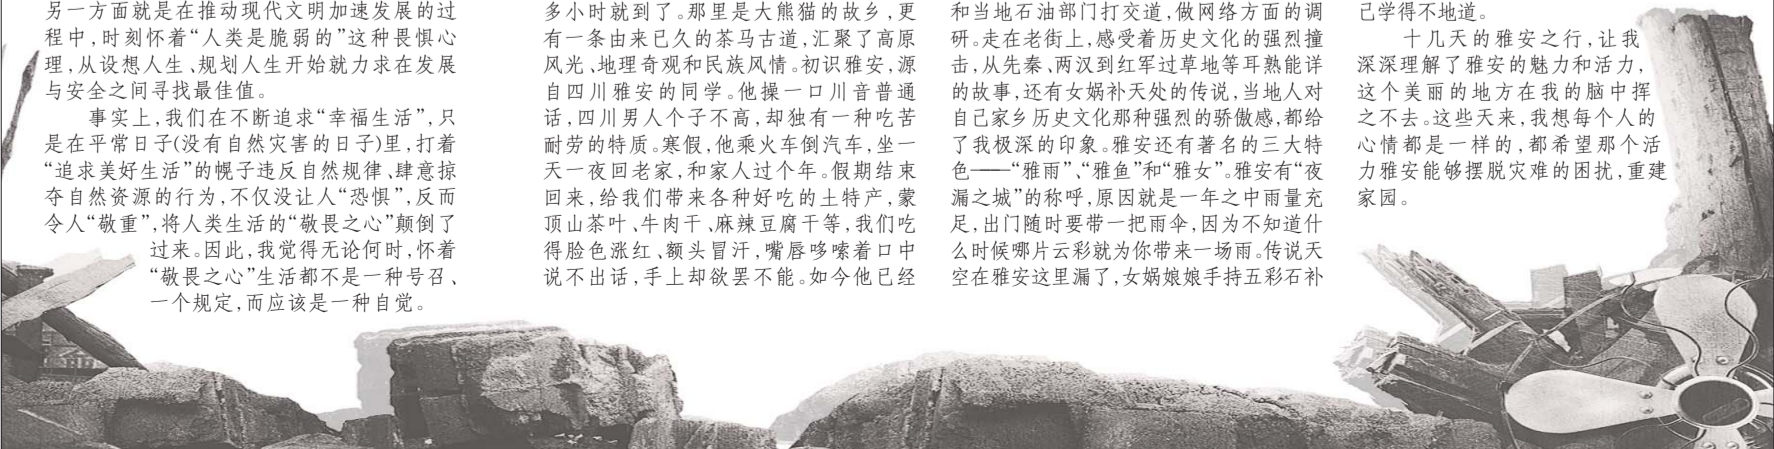 另一方面就是在推动现代文明加速发展的过
程中,时刻怀着“人类是脆弱的”这种畏惧心
理,从设想人生、规划人生开始就力求在发展
与安全之间寻找最佳值。
事实上,我们在不断追求“幸福生活”,只
是在平常日子(没有自然灾害的日子)里,打着
“追求美好生活”的幌子违反自然规律、肆意掠
夺自然资源的行为,不仅没让人“恐惧”,反而
令人“敬重”,将人类生活的“敬畏之心”颠倒了
过来。因此,我觉得无论何时,怀着
“敬畏之心”生活都不是一种号召、
一个规定,而应该是一种自觉。
多小时就到了。那里是大熊猫的故乡,更
有一条由来已久的茶马古道,汇聚了高原
风光、地理奇观和民族风情。初识雅安,源
自四川雅安的同学。他操一口川音普通
话,四川男人个子不高,却独有一种吃苦
耐劳的特质。寒假,他乘火车倒汽车,坐一
天一夜回老家,和家人过个年。假期结束
回来,给我们带来各种好吃的土特产,蒙
顶山茶叶、牛肉干、麻辣豆腐干等,我们吃
得脸色涨红、额头冒汗,嘴唇哆嗦着口中
说不出话,手上却欲罢不能。如今他已经
和当地石油部门打交道,做网络方面的调
研。走在老街上,感受着历史文化的强烈撞
击,从先秦、两汉到红军过草地等耳熟能详
的故事,还有女娲补天处的传说,当地人对
自己家乡历史文化那种强烈的骄傲感,都给
了我极深的印象。雅安还有著名的三大特
色——“雅雨”、“雅鱼”和“雅女”。雅安有“夜
漏之城”的称呼,原因就是一年之中雨量充
足,出门随时要带一把雨伞,因为不知道什
么时候哪片云彩就为你带来一场雨。传说天
空在雅安这里漏了,女娲娘娘手持五彩石补
己学得不地道。
十几天的雅安之行,让我
深深理解了雅安的魅力和活力,
这个美丽的地方在我的脑中挥
之不去。这些天来,我想每个人的
心情都是一样的,都希望那个活
力雅安能够摆脱灾难的困扰,重建
家园。